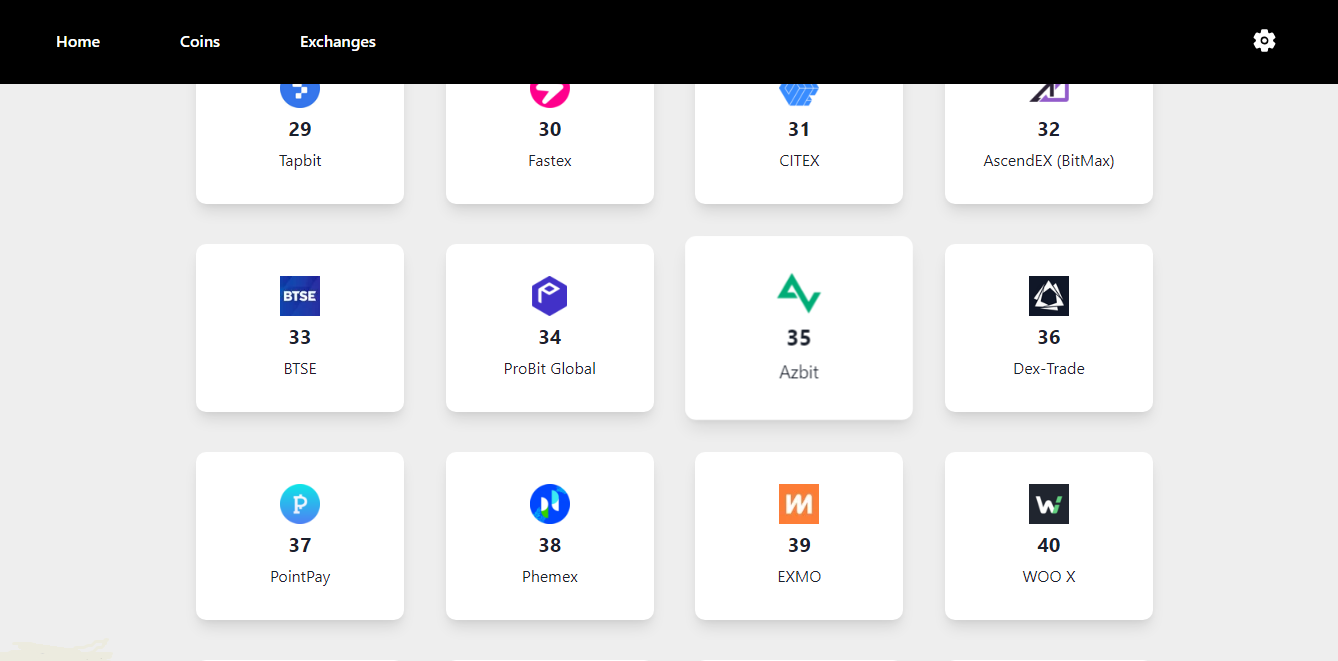 Home Coins Exchanges
29 30 31 32
Tapbit Fastex CITEX AscendEX (BitMax)
BTSE
33 34 35 36
BTSE ProBit Global Azbit Dex-Trade
37 38 39 40
PointPay Phemex EXMO WOO X